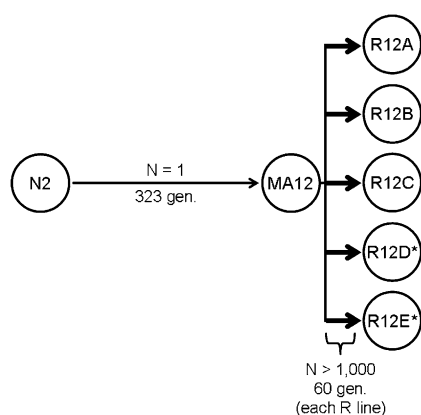 R12A
R12B
N2
N = 1
323 gen.
MA12
R12C
R12D*
R12E*
N > 1,000
60 gen.
(each R line)